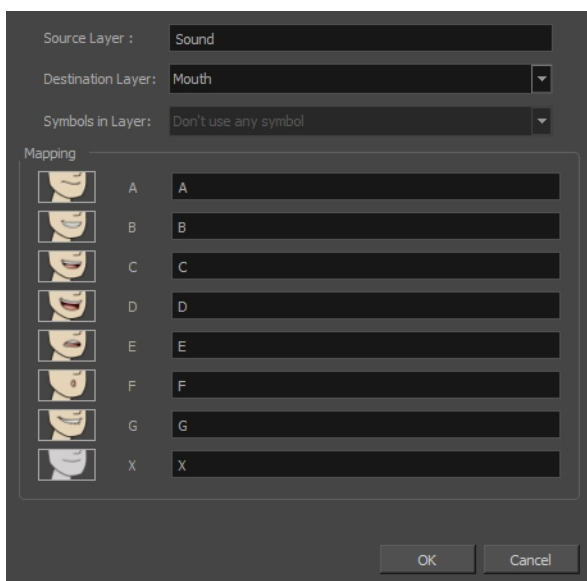 Source Layer : Sound
Destination Layer: Mouth
Symbols in Layer: Don't use any symbol
Mapping
A A
B B
C C
D D
E E
F F
G G
X X
OK Cancel